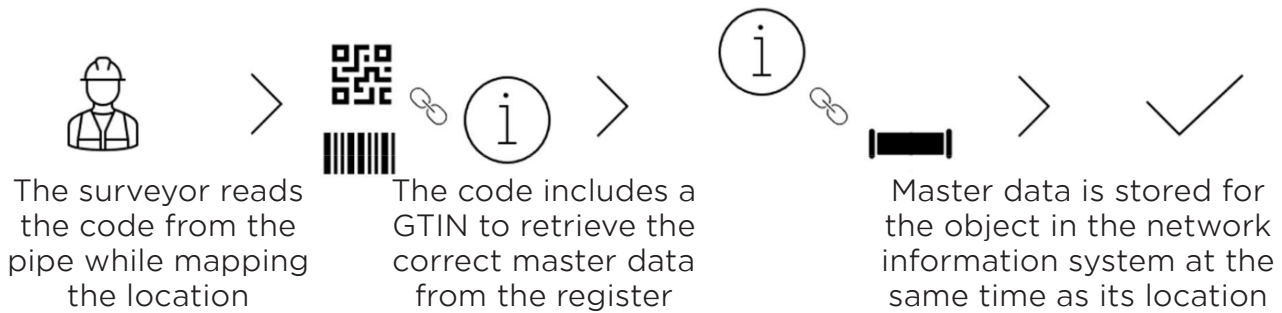 The surveyor reads
the code from the
pipe while mapping
the location
The code includes a
GTIN to retrieve the
correct master data
from the register
Master data is stored for
the object in the network
information system at the
same time as its location